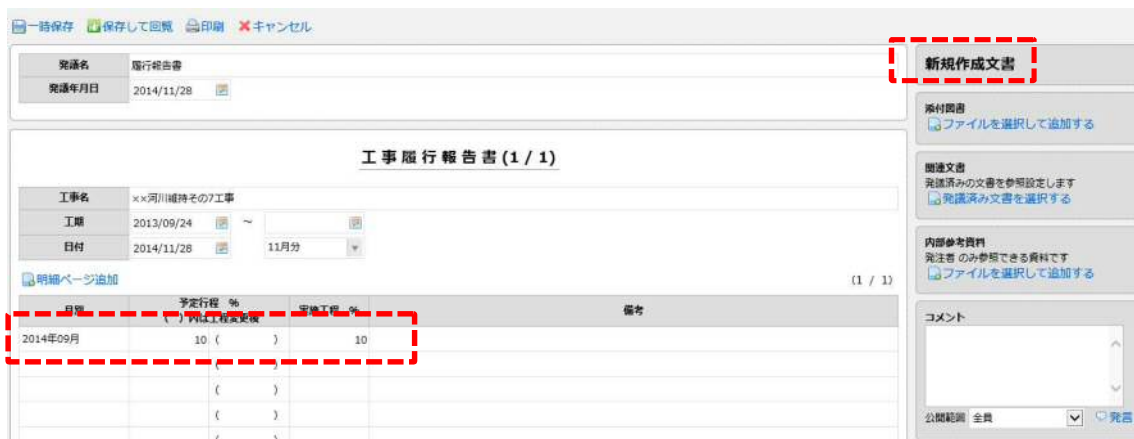 一時保存 保存して回覧 印刷 キャンセル
発議名 履行報告書
発議年月日 2014/11/28
工事履行報告書(1 / 1)
工事名 ××河川維持その7工事
工期 2013/09/24 ~
日付 2014/11/28 11月分
明細ページ追加 (1 / 1)
月別 予定行程 % 実施工程 % 備考
( ) 内は工程変更後
2014年09月 10 ( ) 10
( )
( )
( )
( )
新規作成文書
添付図書
ファイルを選択して追加する
関連文書
発議済みの文書を参照設定します
発議済み文書を選択する
内部参考資料
発注者 のみ参照できる資料です
ファイルを選択して追加する
コメント
公開範囲 全員 発言